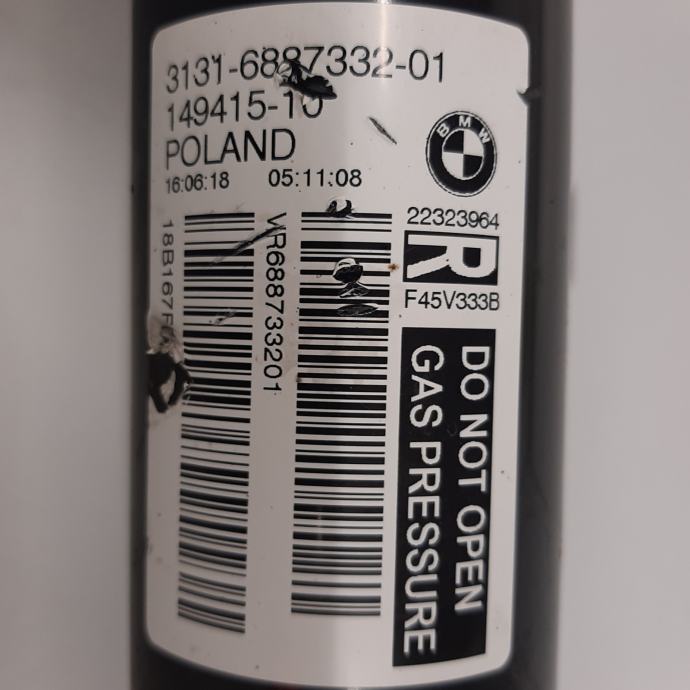 3131-6887332-01
149415-10
POLAND
16:06:18 05:11:08
BMW
22323964
R
F45V333B
VR688733201
DO NOT OPEN
GAS PRESSURE